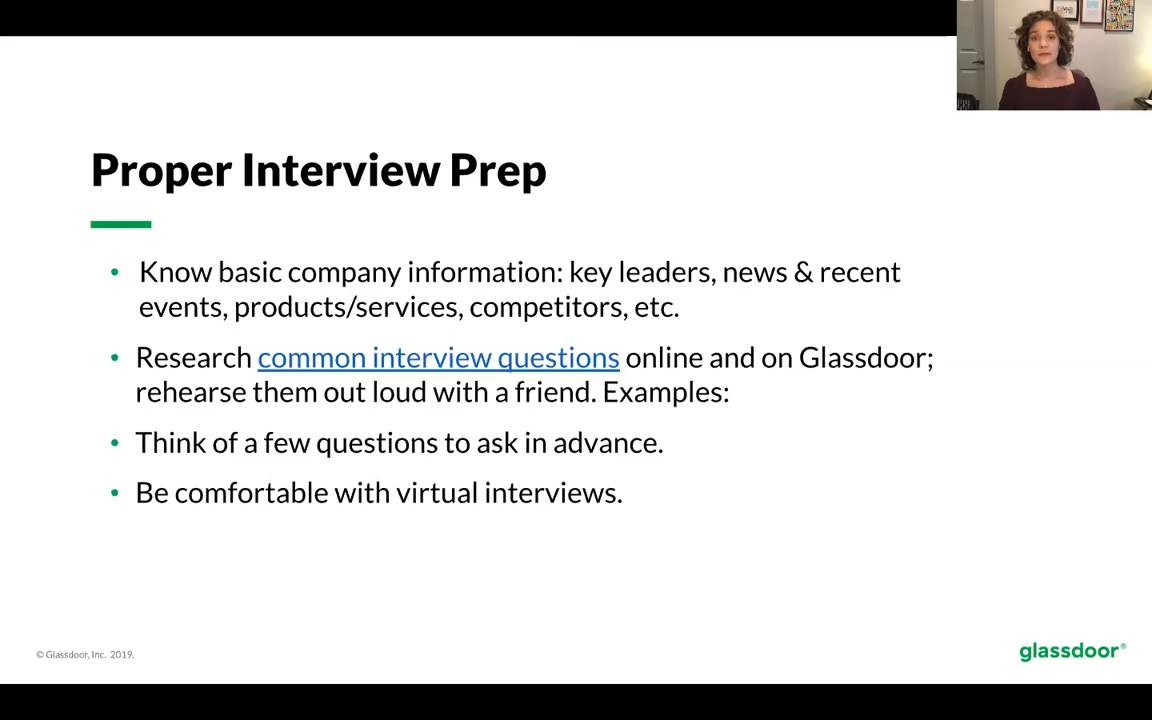 Proper Interview Prep
• Know basic company information: key leaders, news & recent
events, products/services, competitors, etc.
• Research common interview questions online and on Glassdoor;
rehearse them out loud with a friend. Examples:
• Think of a few questions to ask in advance.
• Be comfortable with virtual interviews.
© Glassdoor, Inc. 2019.
glassdoor®